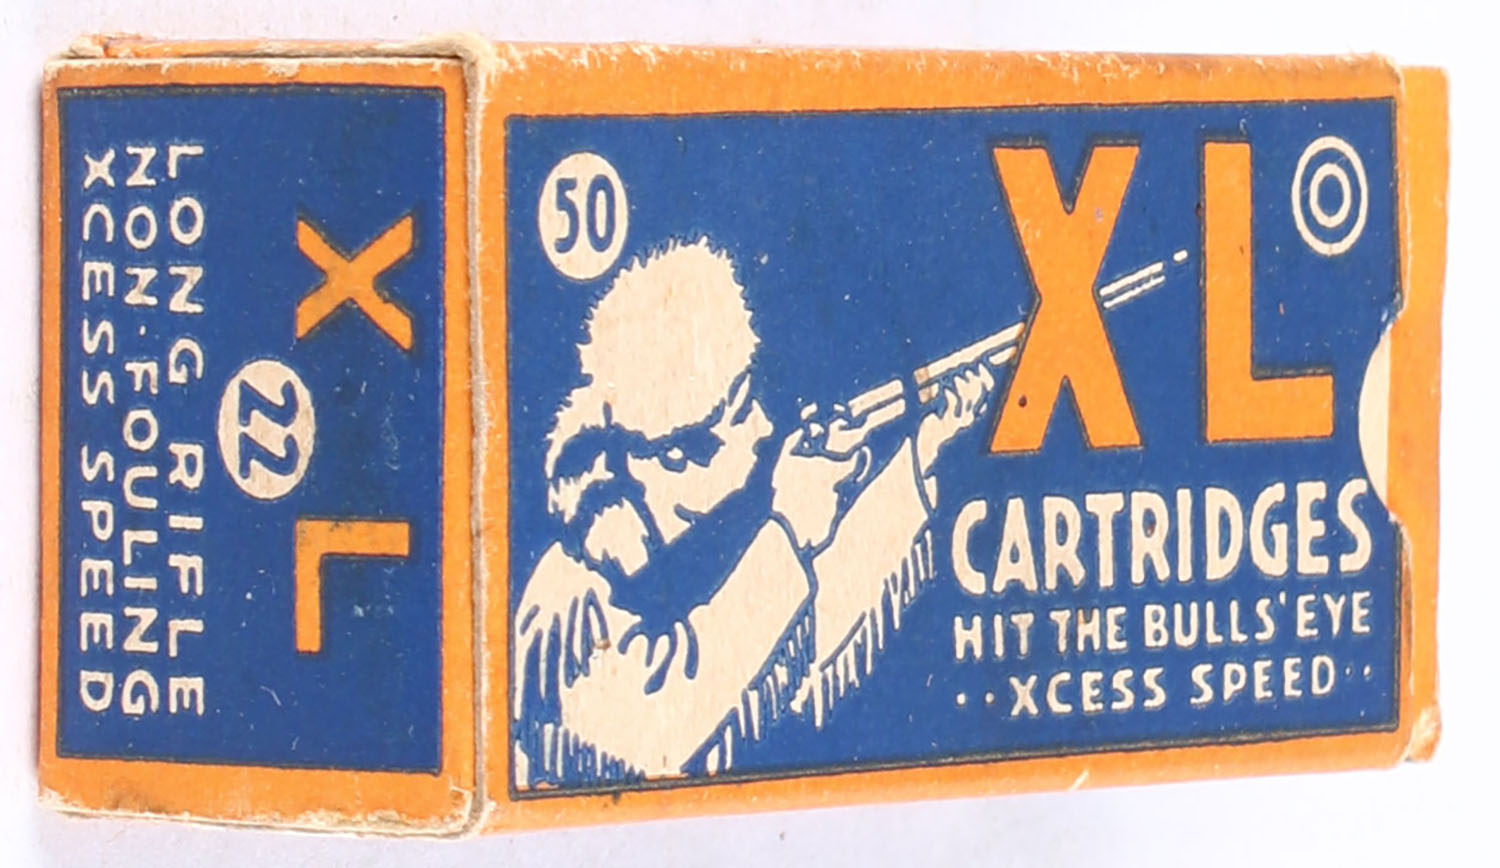 50
XL
CARTRIDGES
HIT THE BULLS' EYE
·· XCESS SPEED ··
XL
22
LONG RIFLE
NON·FOULING
XCESS SPEED